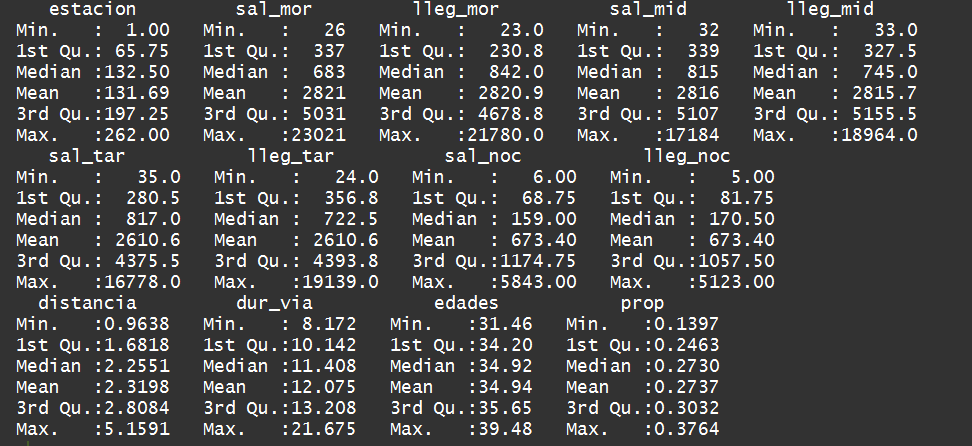 estacion         sal_mor         lleg_mor          sal_mid         lleg_mid
 Min.   :  1.00   Min.   :   26   Min.   :   23.0   Min.   :   32   Min.   :   33.0
 1st Qu.: 65.75   1st Qu.:  337   1st Qu.:  230.8   1st Qu.:  339   1st Qu.:  327.5
 Median :132.50   Median :  683   Median :  842.0   Median :  815   Median :  745.0
 Mean   :131.69   Mean   : 2821   Mean   : 2820.9   Mean   : 2816   Mean   : 2815.7
 3rd Qu.:197.25   3rd Qu.: 5031   3rd Qu.: 4678.8   3rd Qu.: 5107   3rd Qu.: 5155.5
 Max.   :262.00   Max.   :23021   Max.   :21780.0   Max.   :17184   Max.   :18964.0
    sal_tar           lleg_tar          sal_noc           lleg_noc
 Min.   :   35.0   Min.   :   24.0   Min.   :   6.00   Min.   :   5.00
 1st Qu.:  280.5   1st Qu.:  356.8   1st Qu.:  68.75   1st Qu.:  81.75
 Median :  817.0   Median :  722.5   Median : 159.00   Median : 170.50
 Mean   : 2610.6   Mean   : 2610.6   Mean   : 673.40   Mean   : 673.40
 3rd Qu.: 4375.5   3rd Qu.: 4393.8   3rd Qu.:1174.75   3rd Qu.:1057.50
 Max.   :16778.0   Max.   :19139.0   Max.   :5843.00   Max.   :5123.00
   distancia         dur_via           edades           prop
 Min.   :0.9638   Min.   : 8.172   Min.   :31.46   Min.   :0.1397
 1st Qu.:1.6818   1st Qu.:10.142   1st Qu.:34.20   1st Qu.:0.2463
 Median :2.2551   Median :11.408   Median :34.92   Median :0.2730
 Mean   :2.3198   Mean   :12.075   Mean   :34.94   Mean   :0.2737
 3rd Qu.:2.8084   3rd Qu.:13.208   3rd Qu.:35.65   3rd Qu.:0.3032
 Max.   :5.1591   Max.   :21.675   Max.   :39.48   Max.   :0.3764